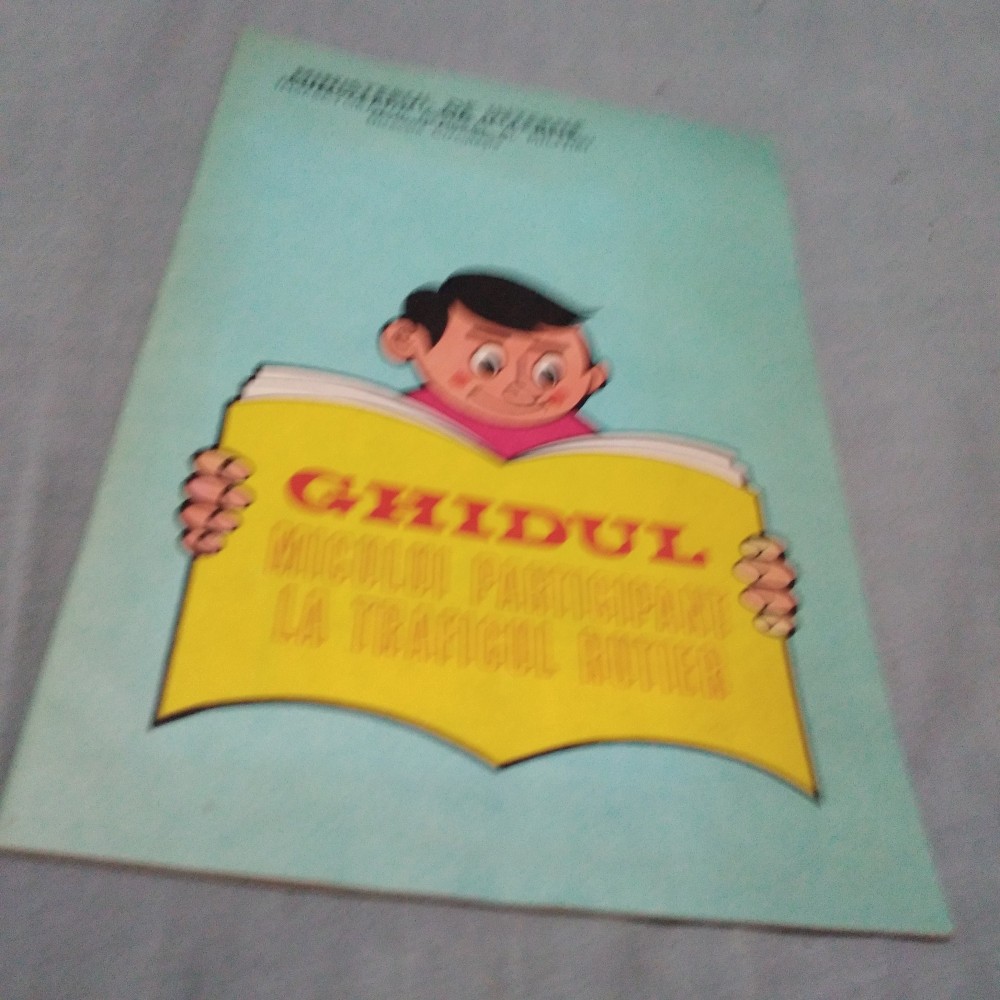 MINISTERUL DE INTERNE
GHIDUL
MICULUI PARTICIPANT
LA TRAFICUL RUTIER